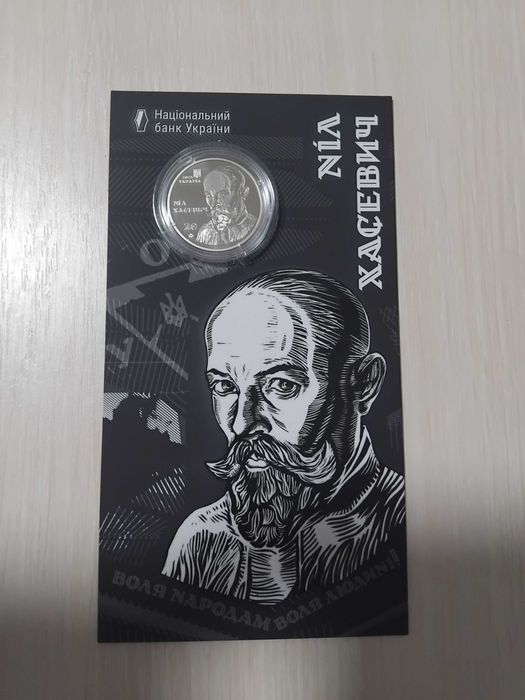 Національний
банк України
НІЛ
ХАСЕВИЧ
УКРАЇНА
НІЛ
ХАСЕВИЧ
ВОЛЯ НАРОДАМ ВОЛЯ ЛЮДИНІ!